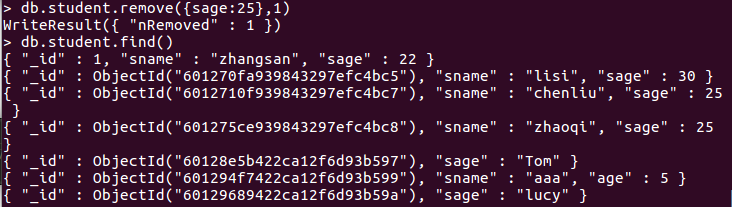 > db.student.remove({sage:25},1)
WriteResult({ "nRemoved" : 1 })
> db.student.find()
{ "_id" : 1, "sname" : "zhangsan", "sage" : 22 }
{ "_id" : ObjectId("601270fa939843297efc4bc5"), "sname" : "lisi", "sage" : 30 }
{ "_id" : ObjectId("6012710f939843297efc4bc7"), "sname" : "chenliu", "sage" : 25
 }
{ "_id" : ObjectId("601275ce939843297efc4bc8"), "sname" : "zhaoqi", "sage" : 25
}
{ "_id" : ObjectId("60128e5b422ca12f6d93b597"), "sage" : "Tom" }
{ "_id" : ObjectId("601294f7422ca12f6d93b599"), "sname" : "aaa", "age" : 5 }
{ "_id" : ObjectId("60129689422ca12f6d93b59a"), "sage" : "lucy" }